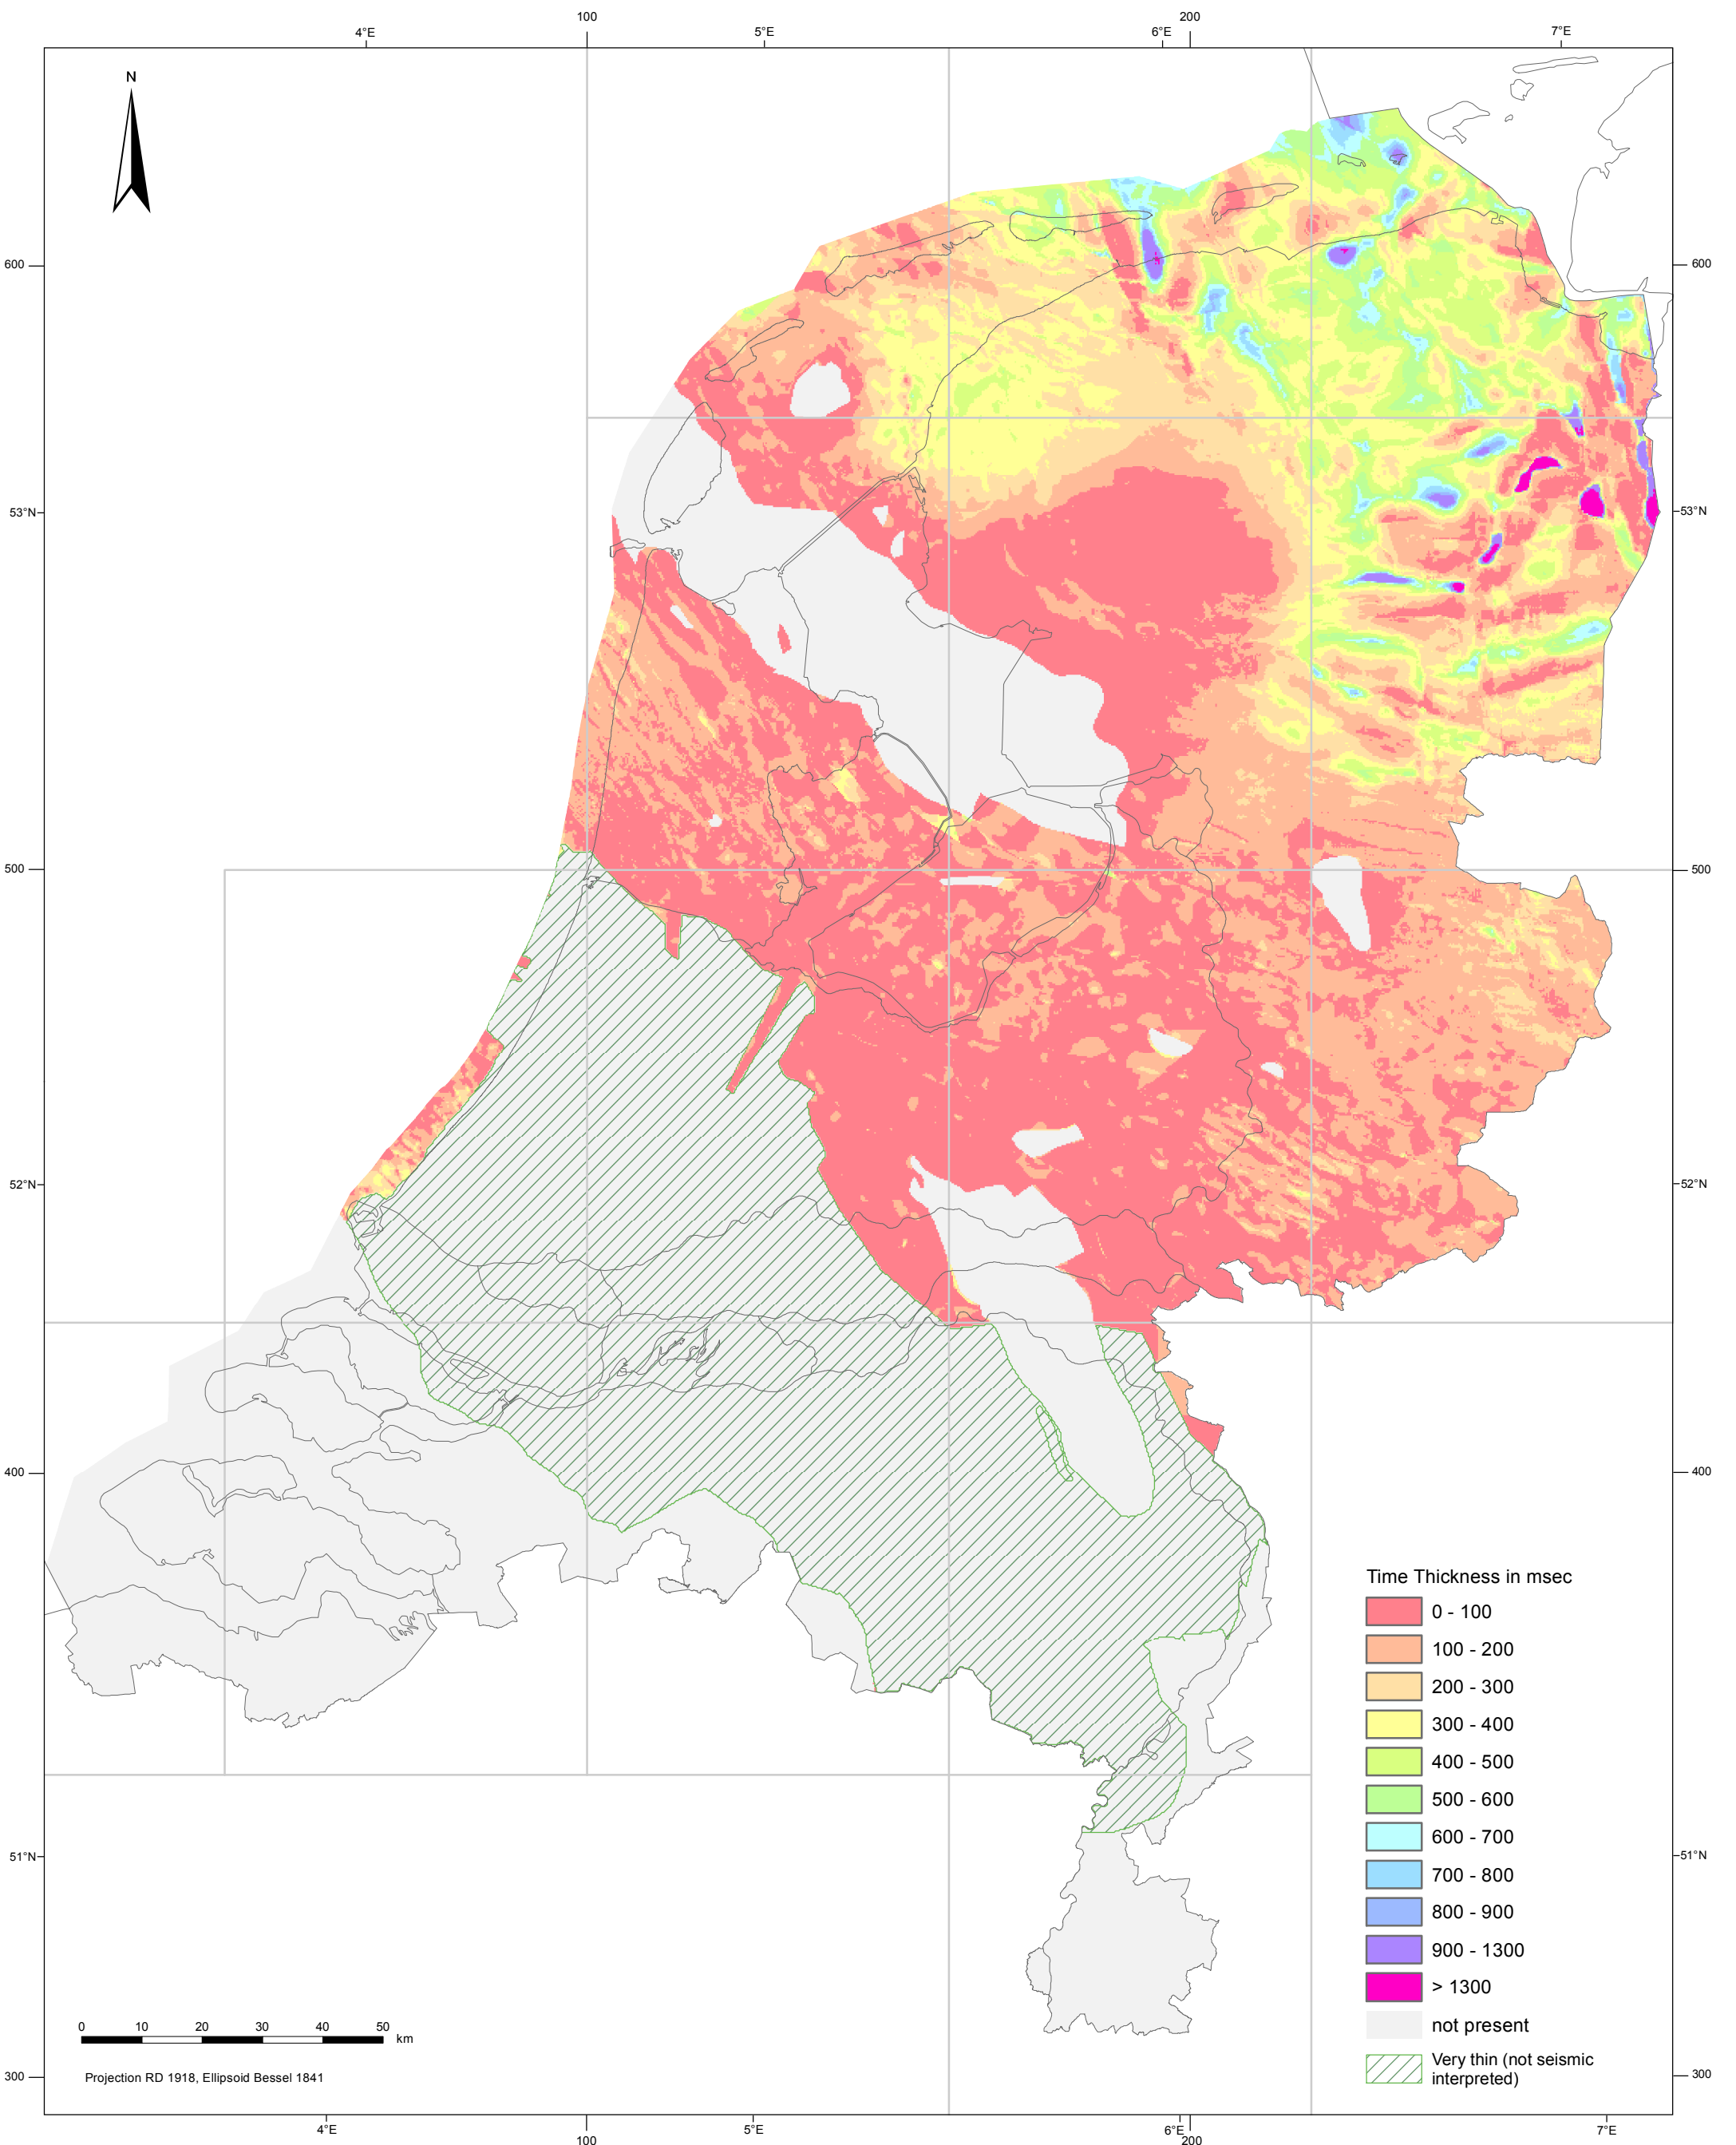 100 200
4°E 5°E 6°E 7°E
N
600 600
53°N 53°N
500 500
52°N 52°N
400 400
Time Thickness in msec
0 - 100
100 - 200
200 - 300
300 - 400
400 - 500
500 - 600
600 - 700
700 - 800
800 - 900
900 - 1300
> 1300
not present
Very thin (not seismic
interpreted)
51°N 51°N
0 10 20 30 40 50 km
Projection RD 1918, Ellipsoid Bessel 1841
300 300
4°E 5°E 6°E 7°E
100 200